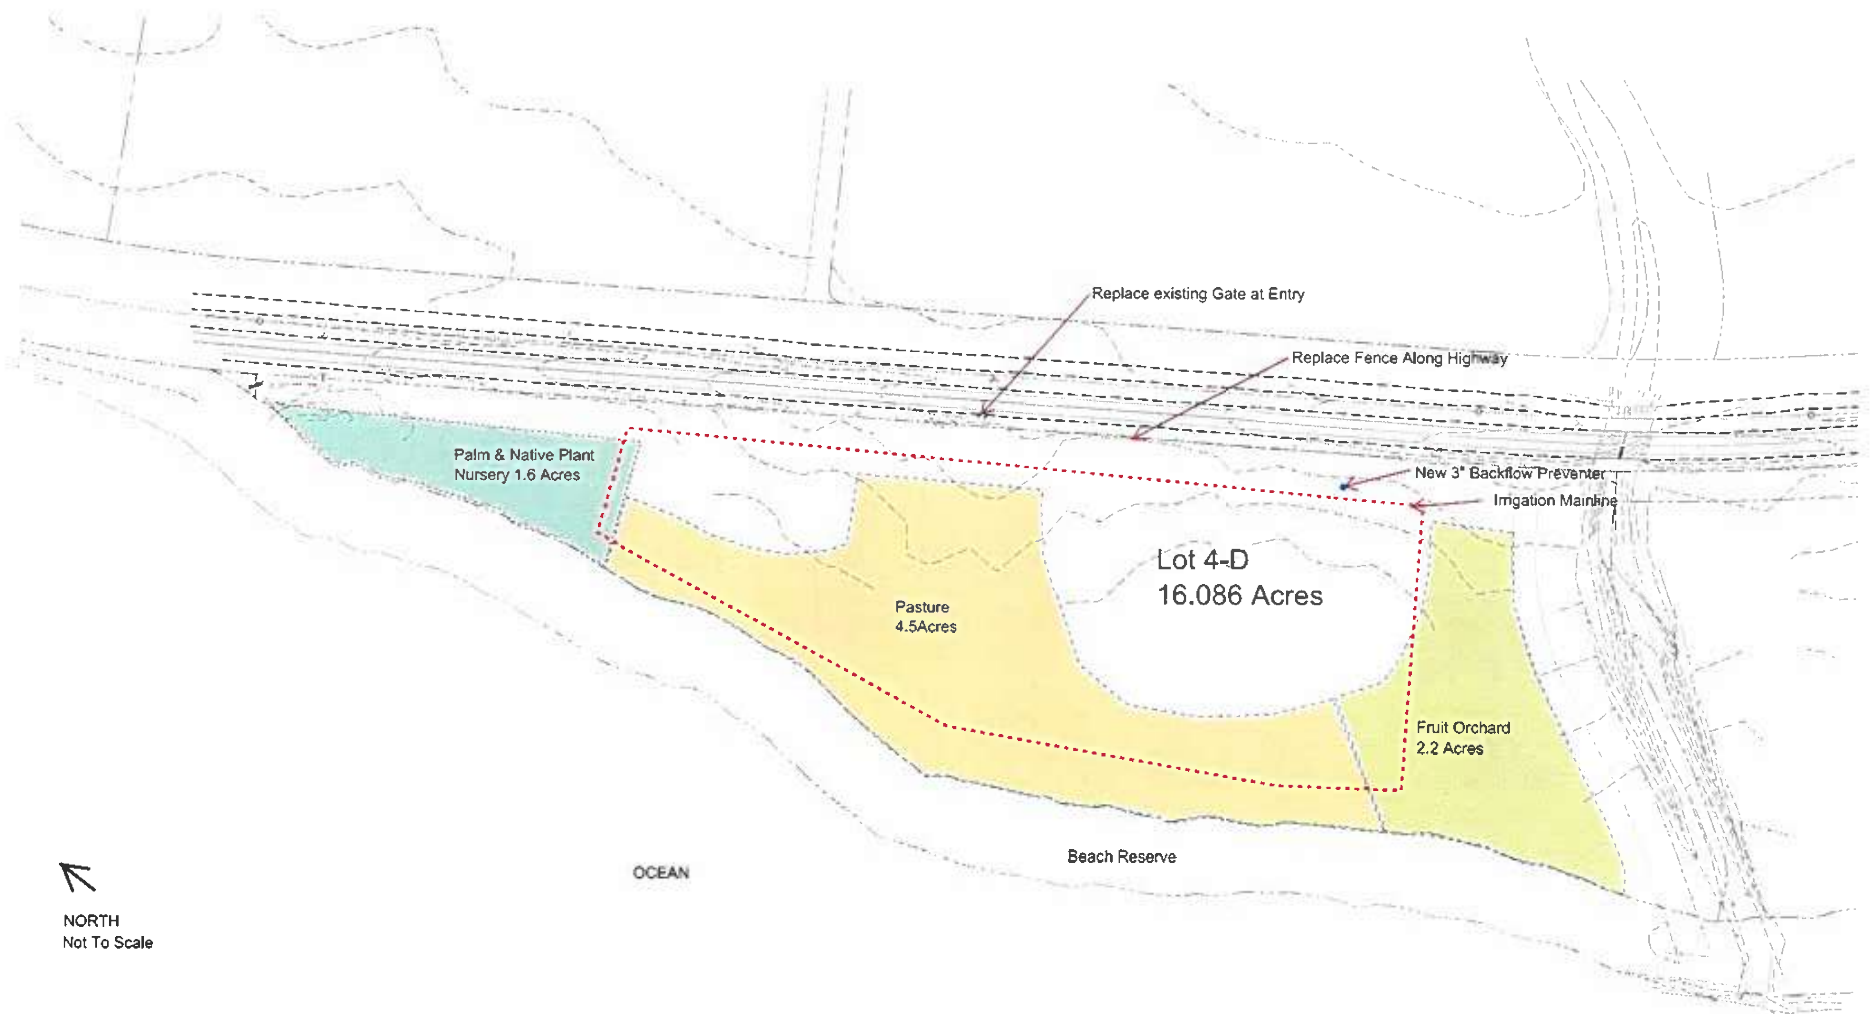 Replace existing Gate at Entry
Replace Fence Along Highway
Palm & Native Plant
Nursery 1.6 Acres
New 3" Backflow Preventer
Irrigation Mainline
Lot 4-D
16.086 Acres
Pasture
4.5Acres
Fruit Orchard
2.2 Acres
Beach Reserve
OCEAN
NORTH
Not To Scale